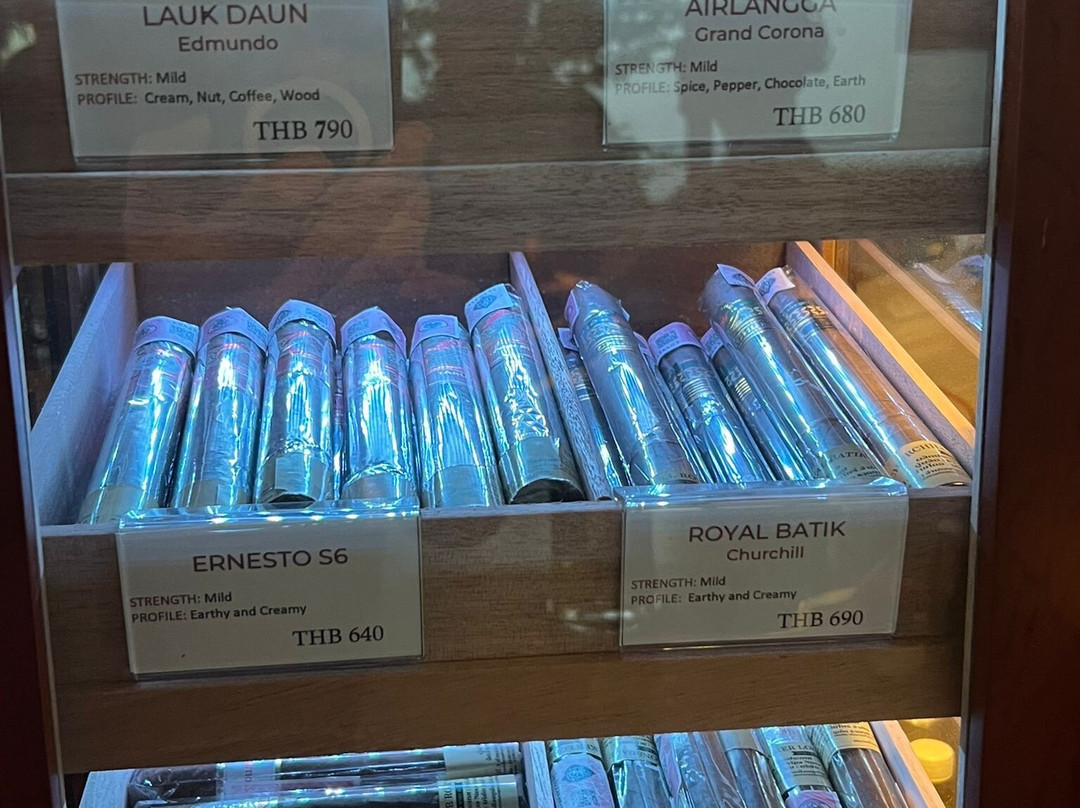 LAUK DAUN
Edmundo
STRENGTH: Mild
PROFILE: Cream, Nut, Coffee, Wood
THB 790
AIRLANGGA
Grand Corona
STRENGTH: Mild
PROFILE: Spice, Pepper, Chocolate, Earth
THB 680
ERNESTO S6
STRENGTH: Mild
PROFILE: Earthy and Creamy
THB 640
ROYAL BATIK
Churchill
STRENGTH: Mild
PROFILE: Earthy and Creamy
THB 690